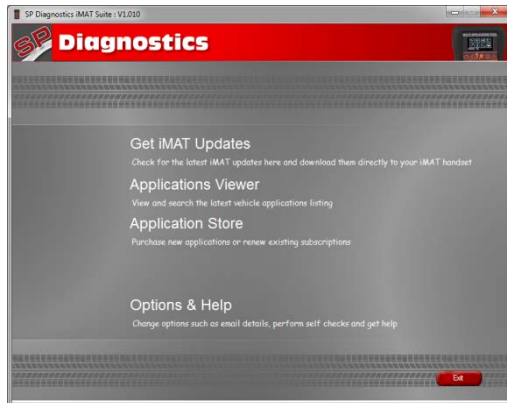 SP Diagnostics iMAT Suite : V1.010
SP Diagnostics
Get iMAT Updates
Check for the latest iMAT updates here and download them directly to your iMAT handset
Applications Viewer
View and search the latest vehicle applications listing
Application Store
Purchase new applications or renew existing subscriptions
Options & Help
Change options such as email details, perform self checks and get help
Exit